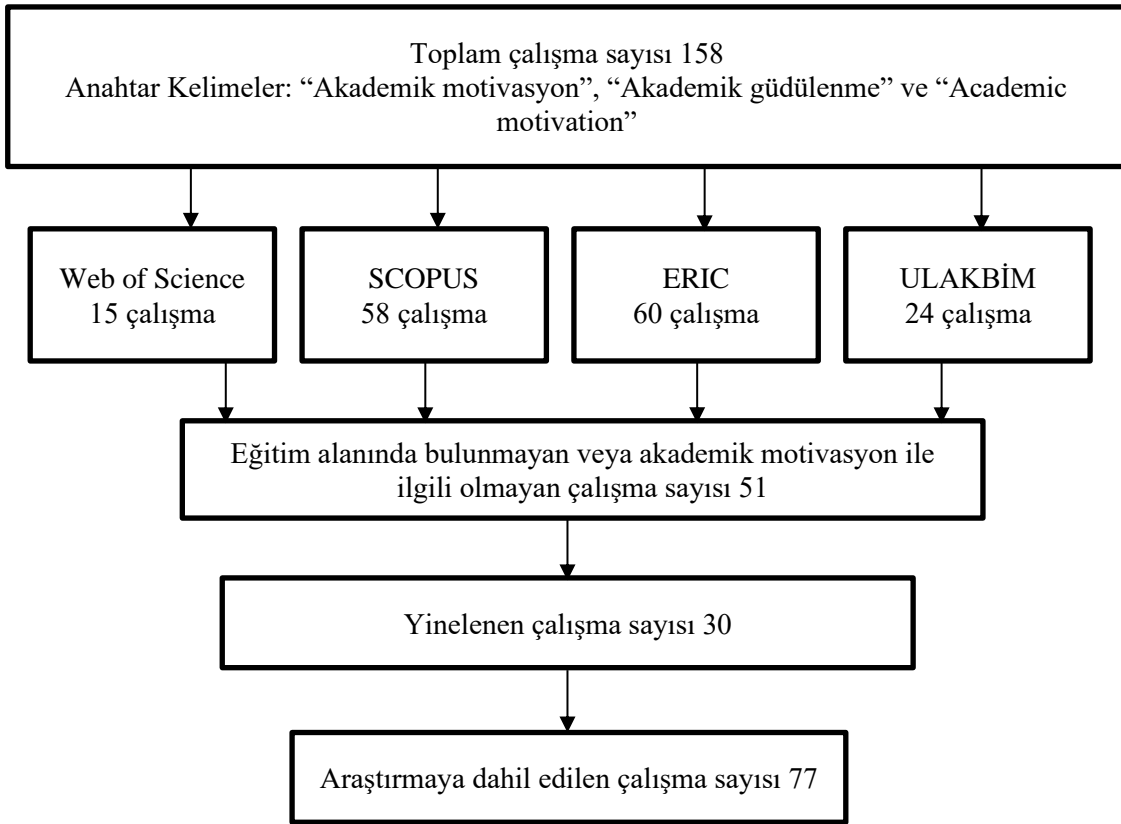 Toplam çalışma sayısı 158
Anahtar Kelimeler: “Akademik motivasyon”, “Akademik güdülenme” ve “Academic
motivation”
Web of Science
15 çalışma
SCOPUS
58 çalışma
ERIC
60 çalışma
ULAKBİM
24 çalışma
Eğitim alanında bulunmayan veya akademik motivasyon ile
ilgili olmayan çalışma sayısı 51
Yinelenen çalışma sayısı 30
Araştırmaya dahil edilen çalışma sayısı 77